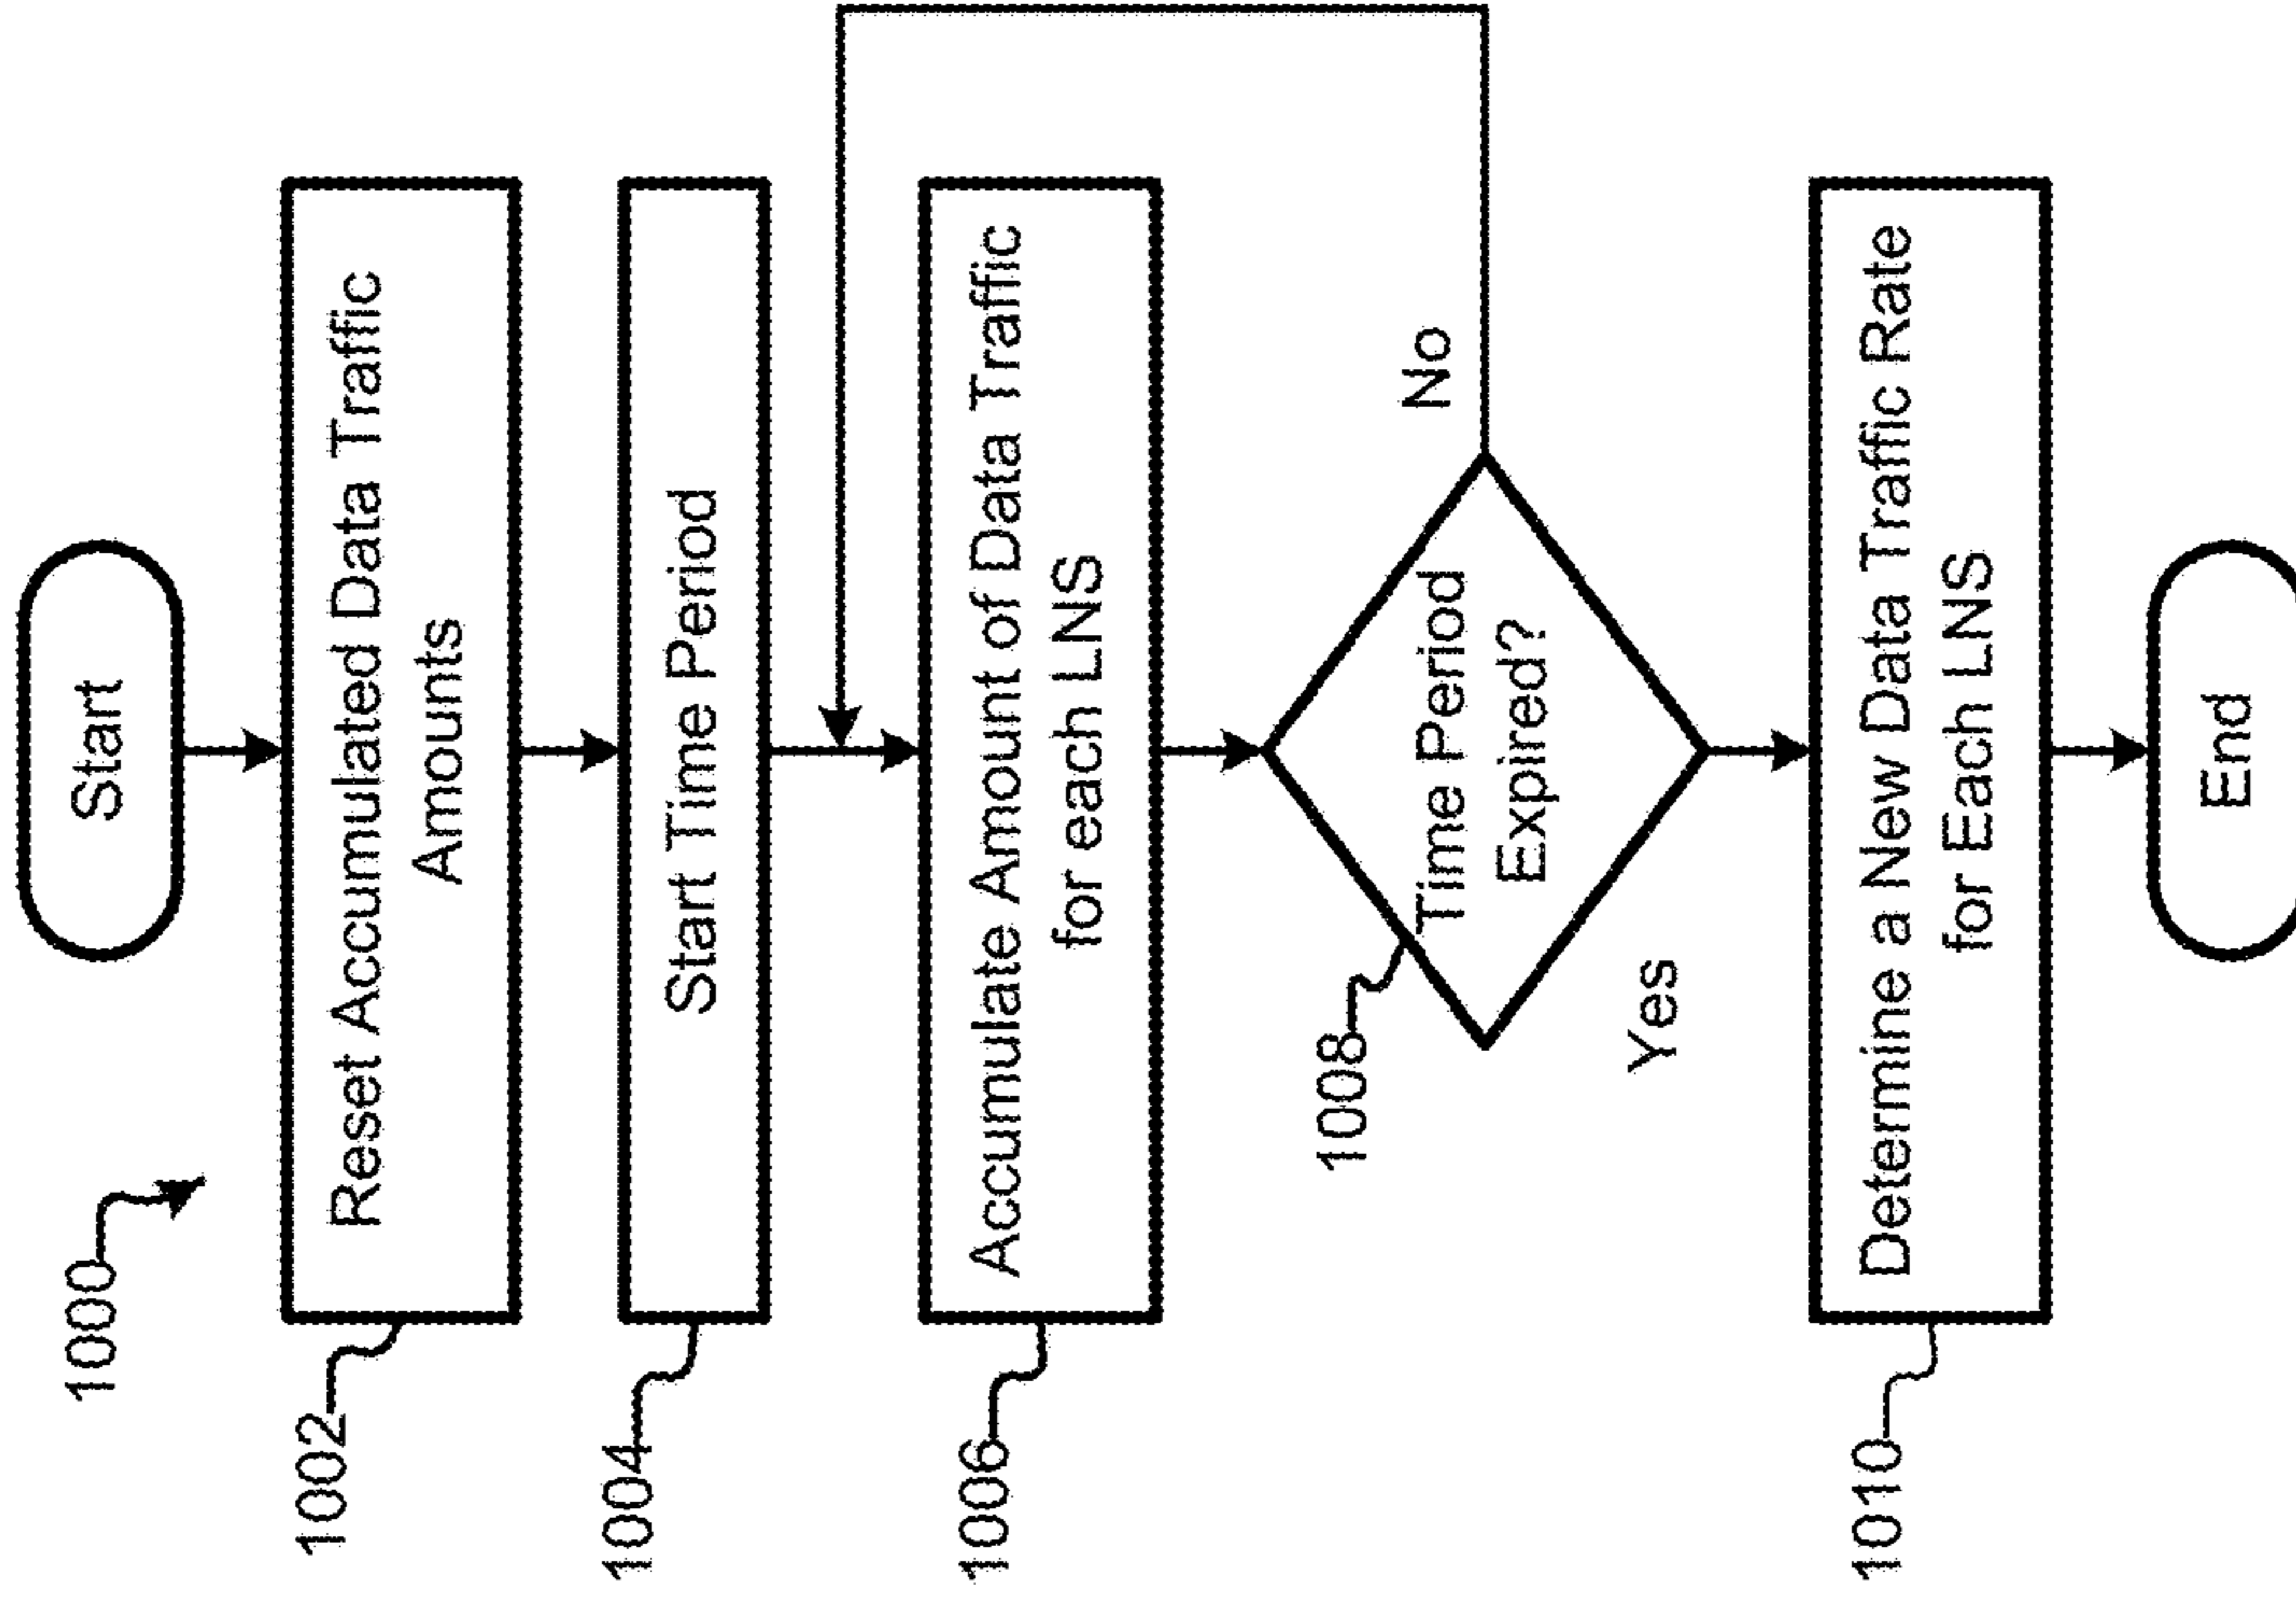 1000
Start
1002
Reset Accumulated Data Traffic
Amounts
1004
Start Time Period
1006
Accumulate Amount of Data Traffic
for each LNS
1008
Time Period
Expired?
No
Yes
1010
Determine a New Data Traffic Rate
for Each LNS
End